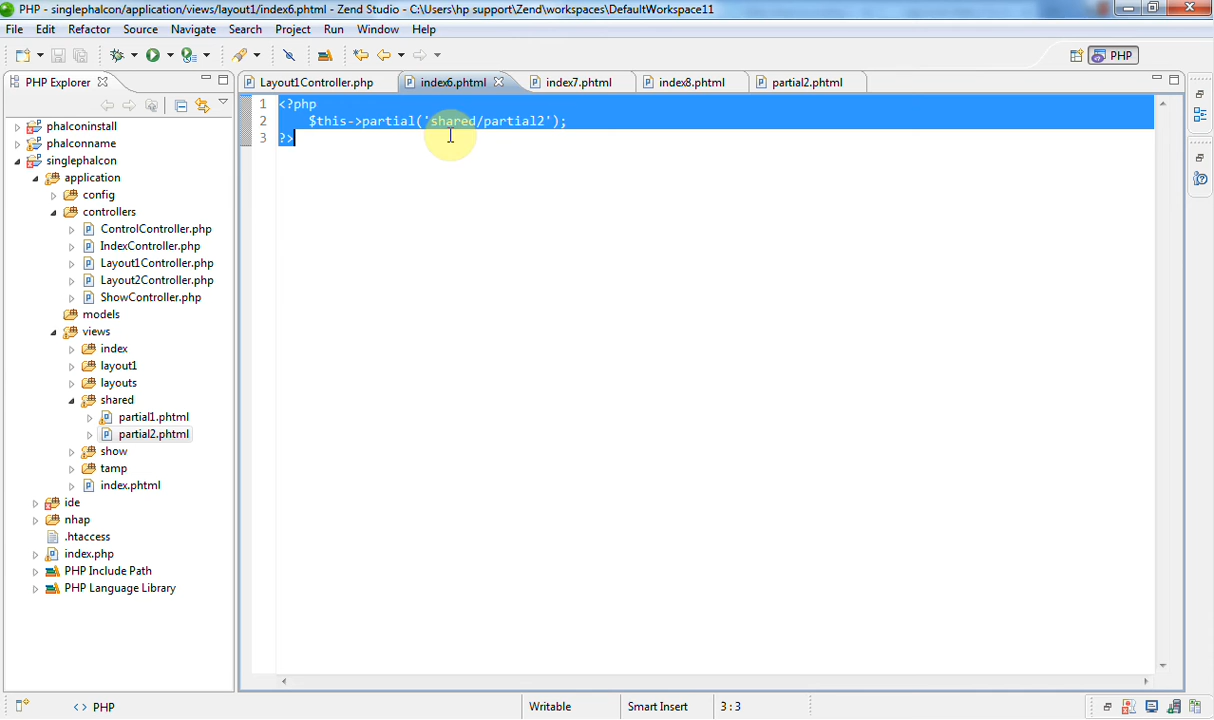 PHP - singlephalcon/application/views/layout1/index6.phtml - Zend Studio - C:\Users\hp support\Zend\workspaces\DefaultWorkspace11
File Edit Refactor Source Navigate Search Project Run Window Help
PHP
PHP Explorer
Layout1Controller.php index6.phtml index7.phtml index8.phtml partial2.phtml
1 <?php
2 $this->partial('shared/partial2');
3 ?>
phalconinstall
phalconname
singlephalcon
application
config
controllers
ControlController.php
IndexController.php
Layout1Controller.php
Layout2Controller.php
ShowController.php
models
views
index
layout1
layouts
shared
partial1.phtml
partial2.phtml
show
tamp
index.phtml
ide
nhap
.htaccess
index.php
PHP Include Path
PHP Language Library
<> PHP Writable Smart Insert 3 : 3